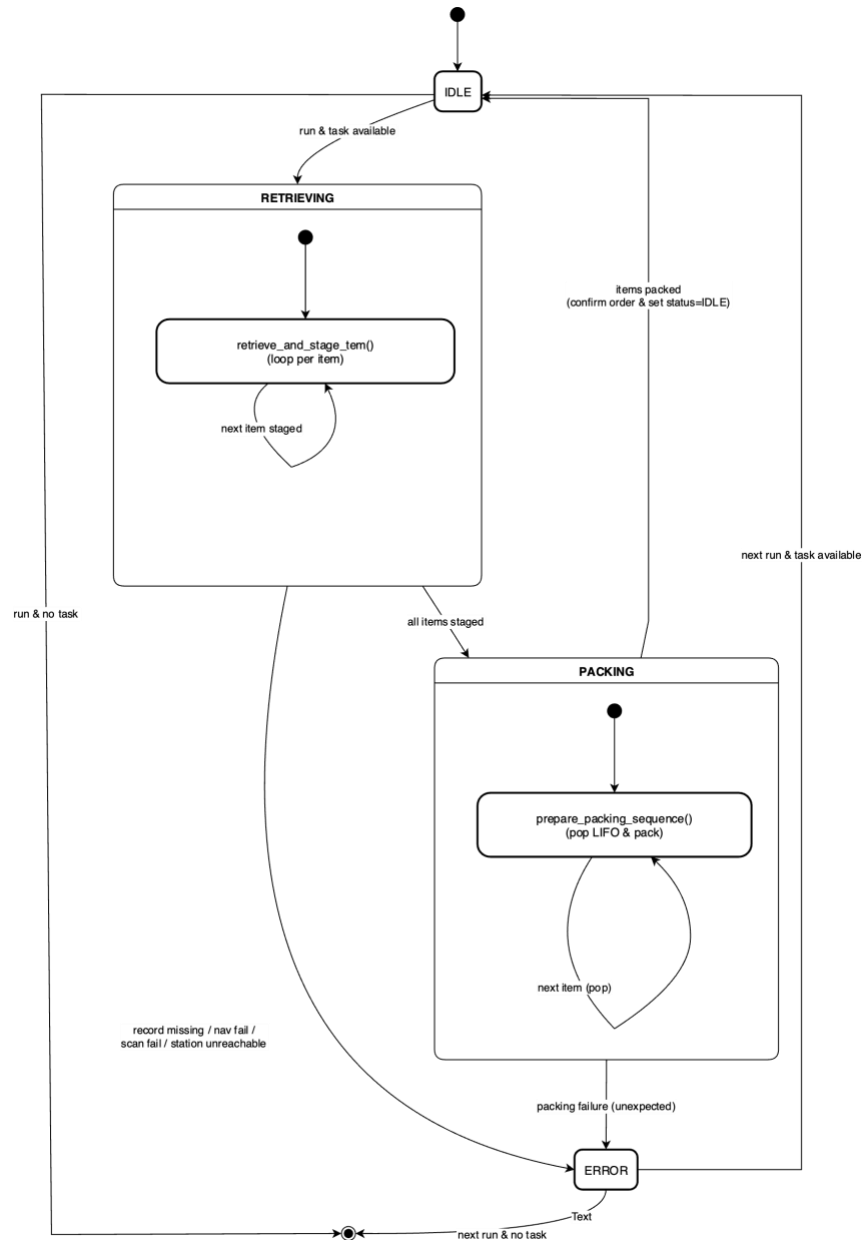 IDLE
run & task available
RETRIEVING
items packed
(confirm order & set status=IDLE)
retrieve_and_stage_tem()
(loop per item)
next item staged
next run & task available
run & no task
all items staged
PACKING
prepare_packing_sequence()
(pop LIFO & pack)
next item (pop)
record missing / nav fail /
scan fail / station unreachable
packing failure (unexpected)
ERROR
Text
next run & no task